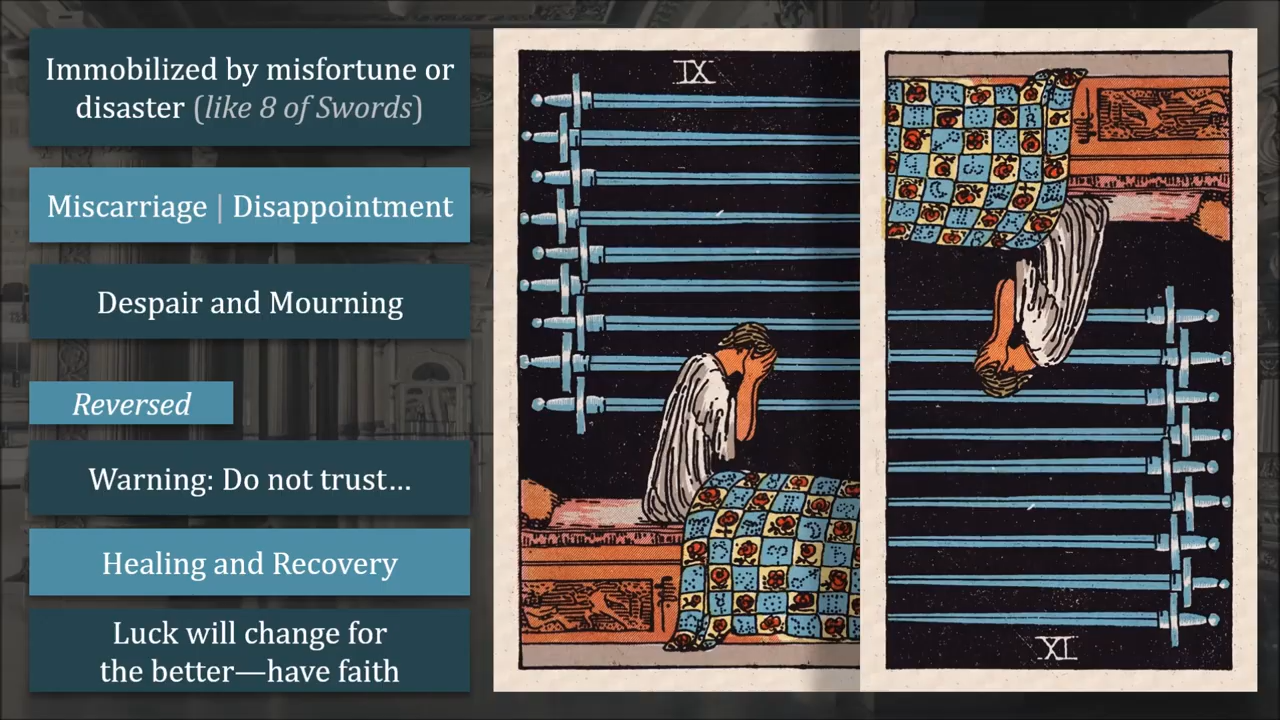 Immobilized by misfortune or
disaster (like 8 of Swords)
Miscarriage | Disappointment
Despair and Mourning
Reversed
Warning: Do not trust…
Healing and Recovery
Luck will change for
the better—have faith
IX
XI